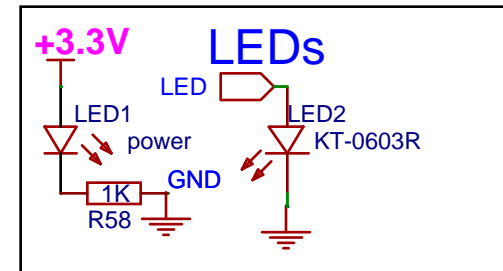 LEDs
+3.3V
LED
LED1
power
LED2
KT-0603R
GND
1K
R58